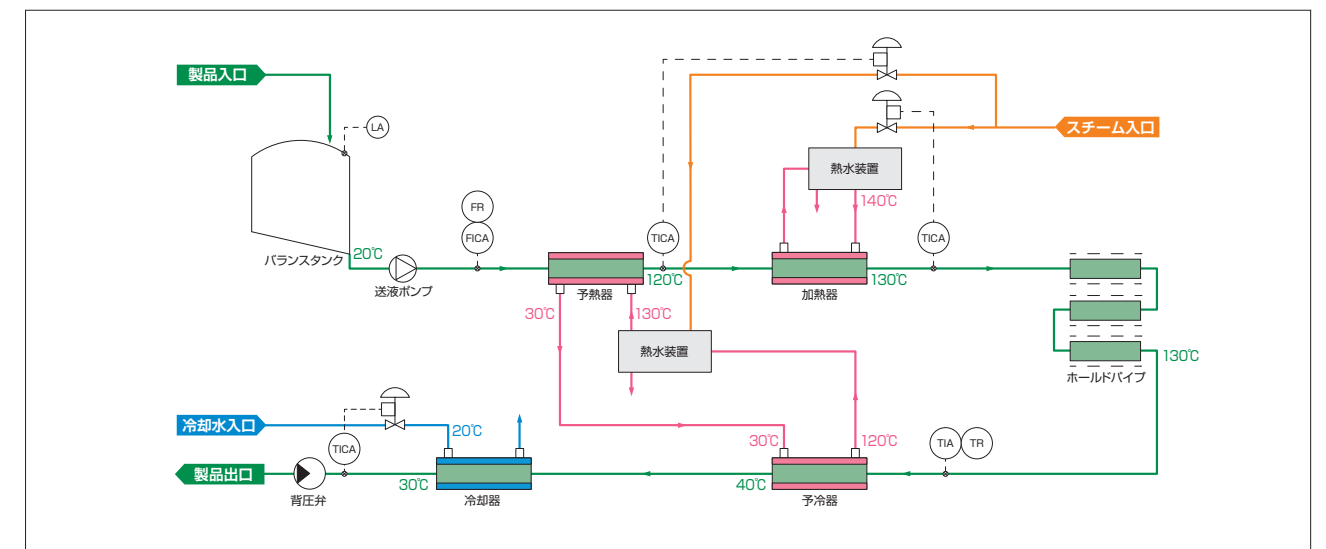 製品入口
LA
スチーム入口
熱水装置
140℃
FR
FICA
TICA
TICA
バランスタンク
20℃
送液ポンプ
予熱器
120℃
加熱器
130℃
30℃
130℃
熱水装置
130℃
ホールドパイプ
冷却水入口
TICA
20℃
30℃
120℃
TIA
TR
製品出口
背圧弁
30℃
冷却器
40℃
予冷器